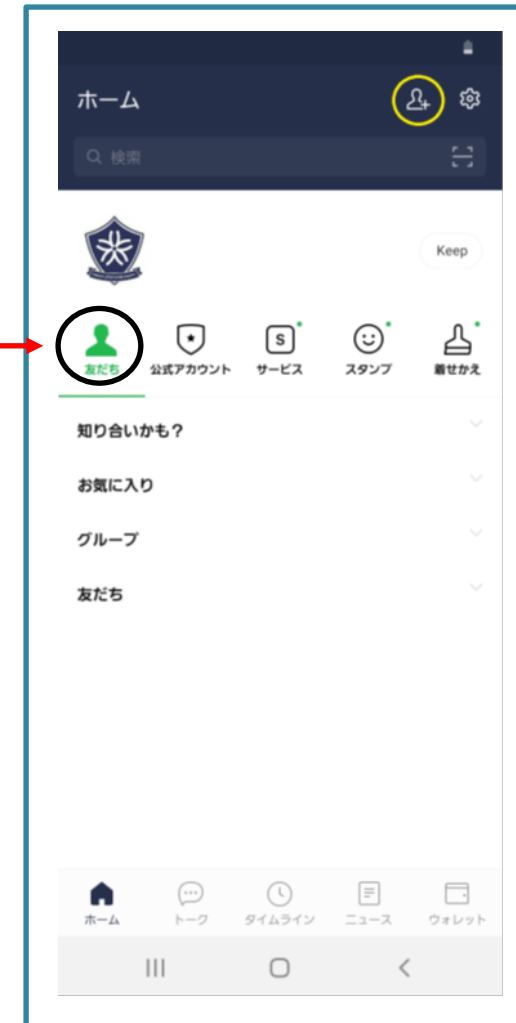 ホーム
検索
Keep
友だち 公式アカウント サービス スタンプ 着せかえ
知り合いかも？
お気に入り
グループ
友だち
ホーム トーク タイムライン ニュース ウォレット